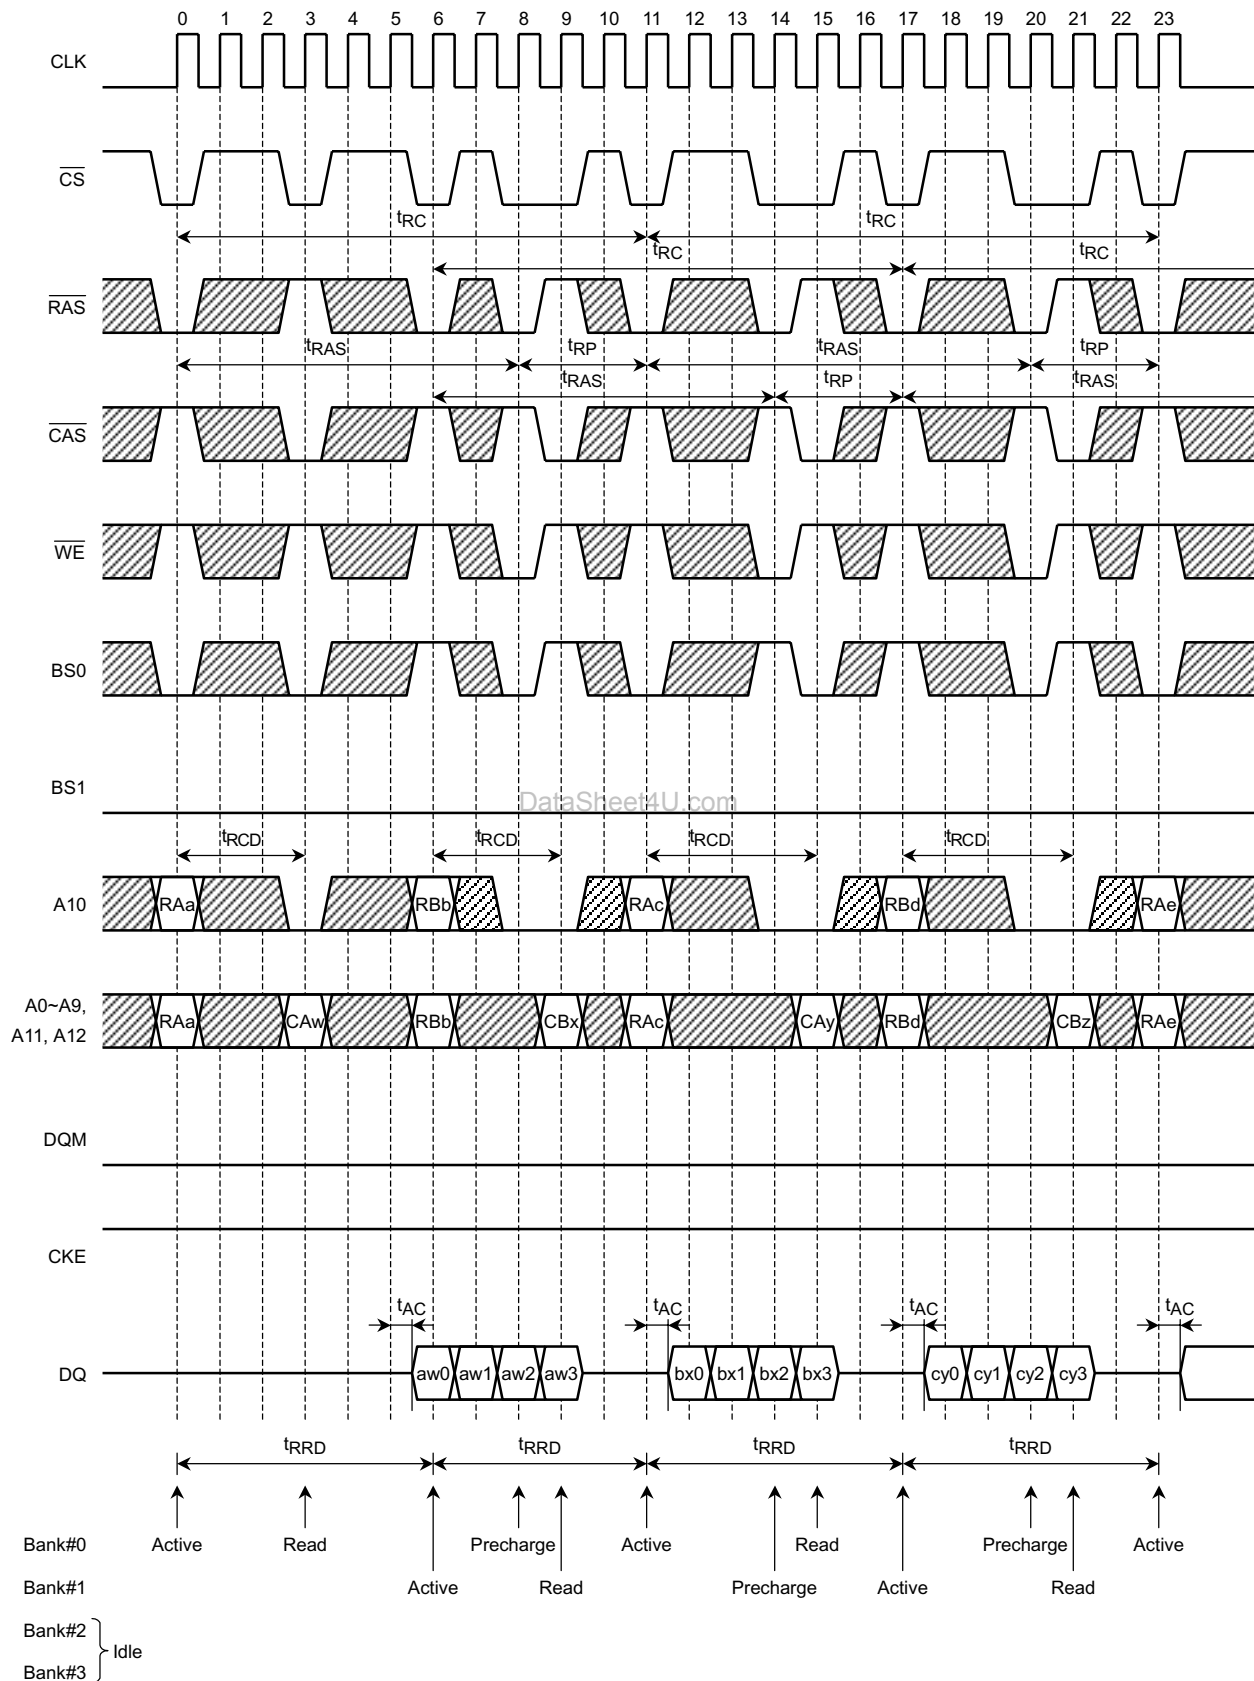 0 1 2 3 4 5 6 7 8 9 10 11 12 13 14 15 16 17 18 19 20 21 22 23
CLK
CS
tRC tRC
tRC tRC
RAS
tRAS tRP tRAS tRP
tRAS tRP tRAS
CAS
WE
BS0
BS1
DataSheet4U.com
tRCD tRCD tRCD tRCD
A10 RAa RBb RAc RBd RAe
A0~A9,
A11, A12
RAa CAw RBb CBx RAc CAy RBd CBz RAe
DQM
CKE
tAC tAC tAC tAC
DQ aw0 aw1 aw2 aw3 bx0 bx1 bx2 bx3 cy0 cy1 cy2 cy3
tRRD tRRD tRRD tRRD
Bank#0 Active Read Precharge Active Read Precharge Active
Bank#1 Active Read Precharge Active Read
Bank#2
Idle
Bank#3